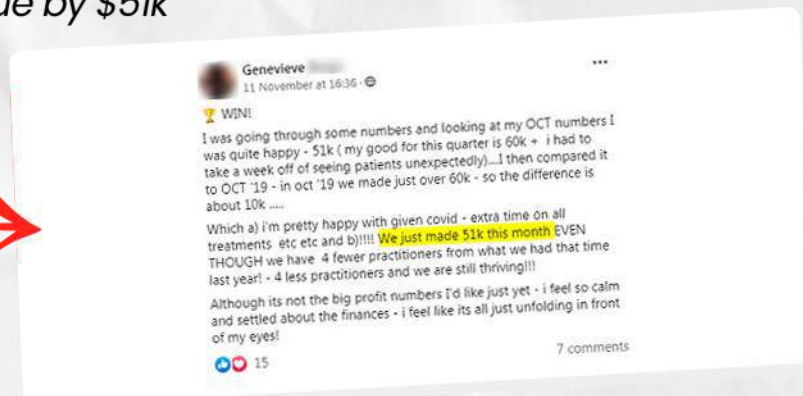 ue by $51k
Genevieve
11 November at 16:36 ·
WIN!
I was going through some numbers and looking at my OCT numbers I
was quite happy - 51k ( my good for this quarter is 60k + i had to
take a week off of seeing patients unexpectedly)....I then compared it
to OCT '19 - in oct '19 we made just over 60k - so the difference is
about 10k .....
Which a) i'm pretty happy with given covid - extra time on all
treatments etc etc and b)!!!! We just made 51k this month EVEN
THOUGH we have 4 fewer practitioners from what we had that time
last year! - 4 less practitioners and we are still thriving!!!
Although its not the big profit numbers I'd like just yet - i feel so calm
and settled about the finances - i feel like its all just unfolding in front
of my eyes!
15
7 comments